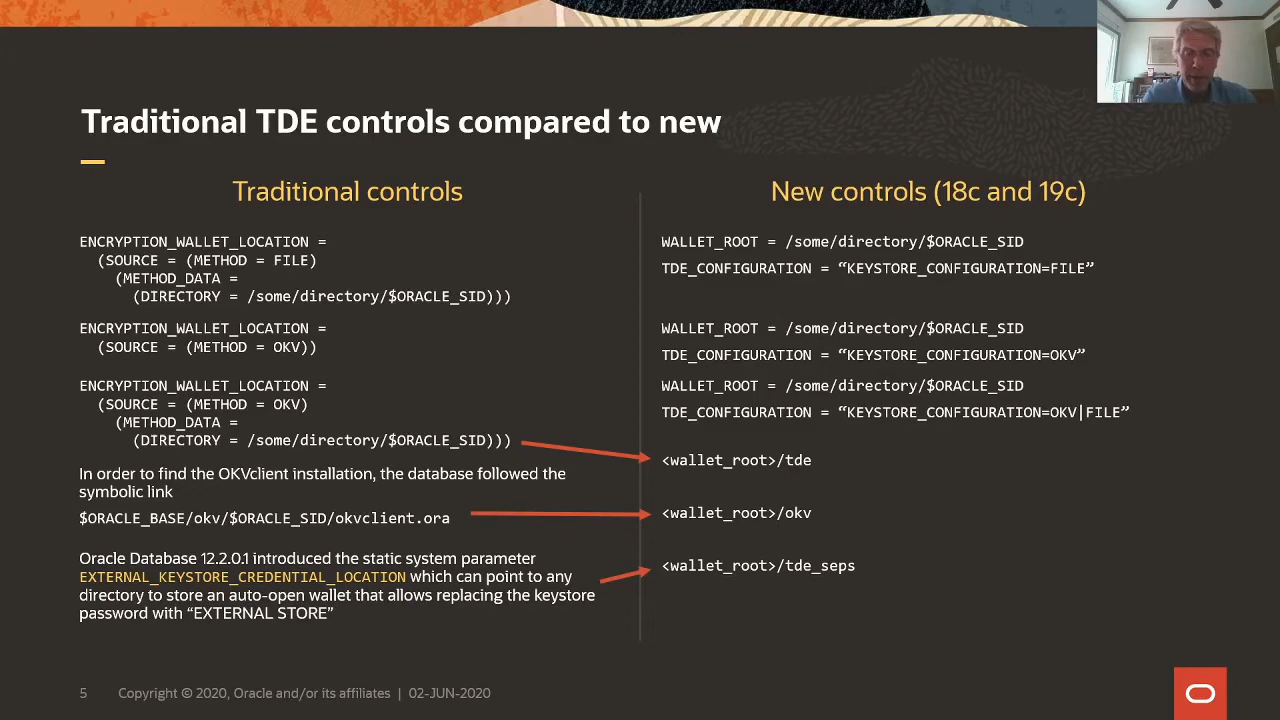 Traditional TDE controls compared to new
Traditional controls
ENCRYPTION_WALLET_LOCATION =
(SOURCE = (METHOD = FILE)
(METHOD_DATA =
(DIRECTORY = /some/directory/$ORACLE_SID)))
ENCRYPTION_WALLET_LOCATION =
(SOURCE = (METHOD = OKV))
ENCRYPTION_WALLET_LOCATION =
(SOURCE = (METHOD = OKV)
(METHOD_DATA =
(DIRECTORY = /some/directory/$ORACLE_SID)))
In order to find the OKVclient installation, the database followed the
symbolic link
$ORACLE_BASE/okv/$ORACLE_SID/okvclient.ora
Oracle Database 12.2.0.1 introduced the static system parameter
EXTERNAL_KEYSTORE_CREDENTIAL_LOCATION which can point to any
directory to store an auto-open wallet that allows replacing the keystore
password with “EXTERNAL STORE”
New controls (18c and 19c)
WALLET_ROOT = /some/directory/$ORACLE_SID
TDE_CONFIGURATION = “KEYSTORE_CONFIGURATION=FILE”
WALLET_ROOT = /some/directory/$ORACLE_SID
TDE_CONFIGURATION = “KEYSTORE_CONFIGURATION=OKV”
WALLET_ROOT = /some/directory/$ORACLE_SID
TDE_CONFIGURATION = “KEYSTORE_CONFIGURATION=OKV|FILE”
<wallet_root>/tde
<wallet_root>/okv
<wallet_root>/tde_seps
5 Copyright © 2020, Oracle and/or its affiliates | 02-JUN-2020